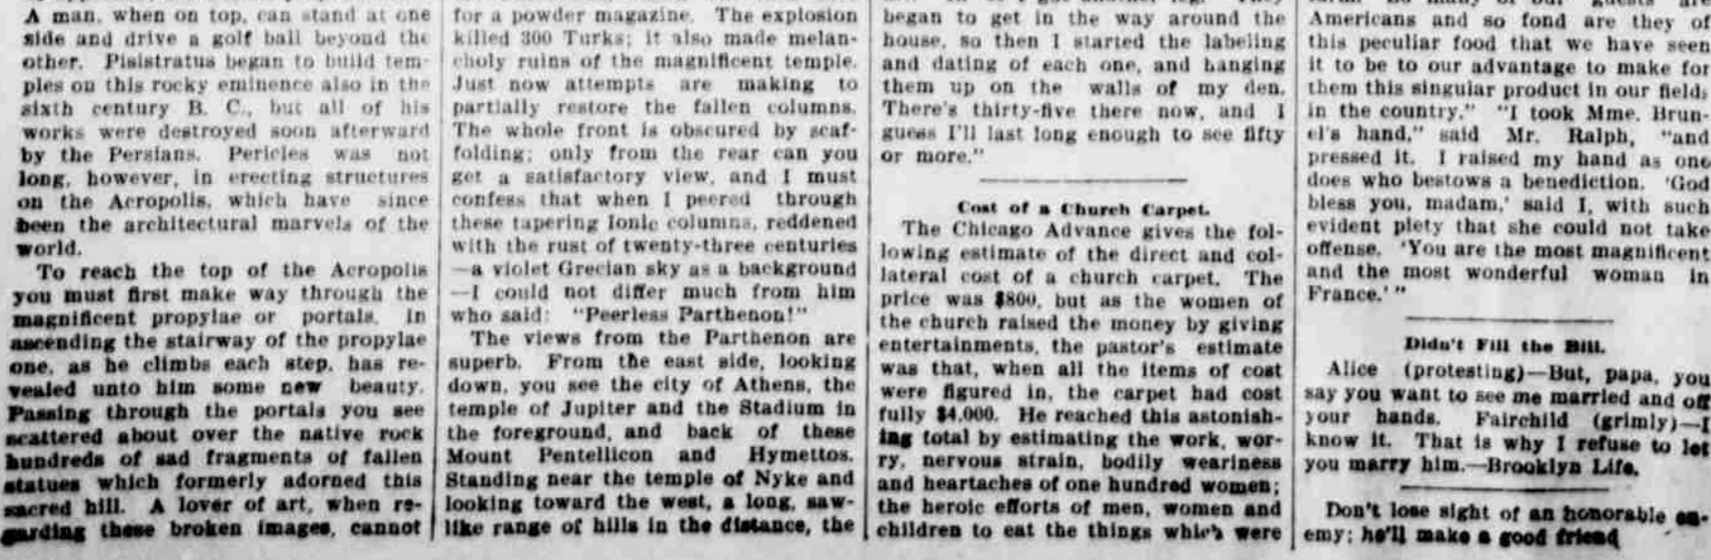 A man, when on top, can stand at one
side and drive a golf ball beyond the
other. Pisistratus began to build tem-
ples on this rocky eminence also in the
sixth century B. C., but all of his
works were destroyed soon afterward
by the Persians. Pericles was not
long, however, in erecting structures
on the Acropolis, which have since
been the architectural marvels of the
world.
To reach the top of the Acropolis
you must first make way through the
magnificent propylae or portals. In
ascending the stairway of the propylae
one, as he climbs each step, has re-
vealed unto him some new beauty.
Passing through the portals you see
scattered about over the native rock
hundreds of sad fragments of fallen
statues which formerly adorned this
sacred hill. A lover of art, when re-
garding these broken images, cannot
for a powder magazine. The explosion
killed 300 Turks; it also made melan-
choly ruins of the magnificent temple.
Just now attempts are making to
partially restore the fallen columns.
The whole front is obscured by scaf-
folding; only from the rear can you
get a satisfactory view, and I must
confess that when I peered through
these tapering Ionic columns, reddened
with the rust of twenty-three centuries
—a violet Grecian sky as a background
—I could not differ much from him
who said: "Peerless Parthenon!"
The views from the Parthenon are
superb. From the east side, looking
down, you see the city of Athens, the
temple of Jupiter and the Stadium in
the foreground, and back of these
Mount Pentellicon and Hymettos.
Standing near the temple of Nyke and
looking toward the west, a long, saw-
like range of hills in the distance, the
began to get in the way around the
house, so then I started the labeling
and dating of each one, and hanging
them up on the walls of my den.
There's thirty-five there now, and I
guess I'll last long enough to see fifty
or more."
Cost of a Church Carpet.
The Chicago Advance gives the fol-
lowing estimate of the direct and col-
lateral cost of a church carpet. The
price was $800, but as the women of
the church raised the money by giving
entertainments, the pastor's estimate
was that, when all the items of cost
were figured in, the carpet had cost
fully $4,000. He reached this astonish-
ing total by estimating the work, wor-
ry, nervous strain, bodily weariness
and heartaches of one hundred women;
the heroic efforts of men, women and
children to eat the things which were
Americans and so fond are they of
this peculiar food that we have seen
it to be to our advantage to make for
them this singular product in our fields
in the country." "I took Mme. Brun-
el's hand," said Mr. Ralph, "and
pressed it. I raised my hand as one
does who bestows a benediction. 'God
bless you, madam,' said I, with such
evident piety that she could not take
offense. 'You are the most magnificent
and the most wonderful woman in
France.'"
Didn't Fill the Bill.
Alice (protesting)—But, papa, you
say you want to see me married and off
your hands. Fairchild (grimly)—I
know it. That is why I refuse to let
you marry him.—Brooklyn Life.
Don't lose sight of an honorable en-
emy; he'll make a good friend